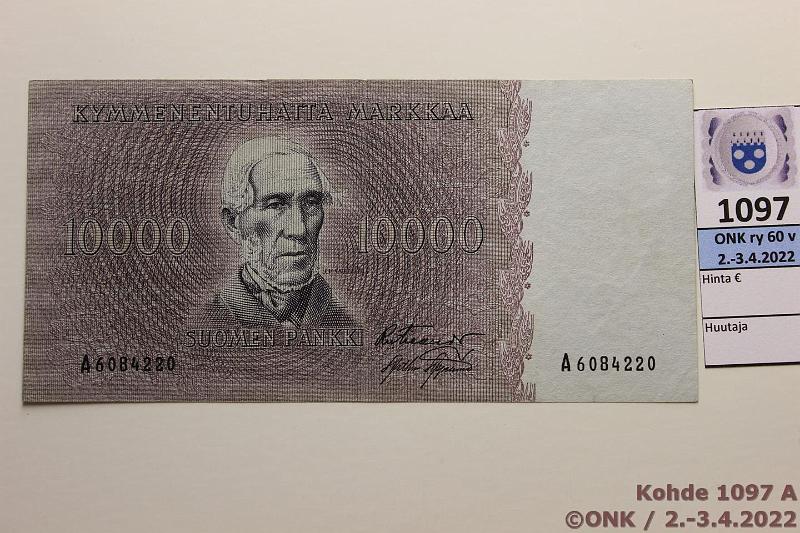 KYMMENENTUHATTA MARKKAA
10000 10000
SUOMEN PANKKI
A6084220 A6084220
1097
ONK ry 60 v
2.-3.4.2022
Hinta €
Huutaja
Kohde 1097 A
©ONK / 2.-3.4.2022